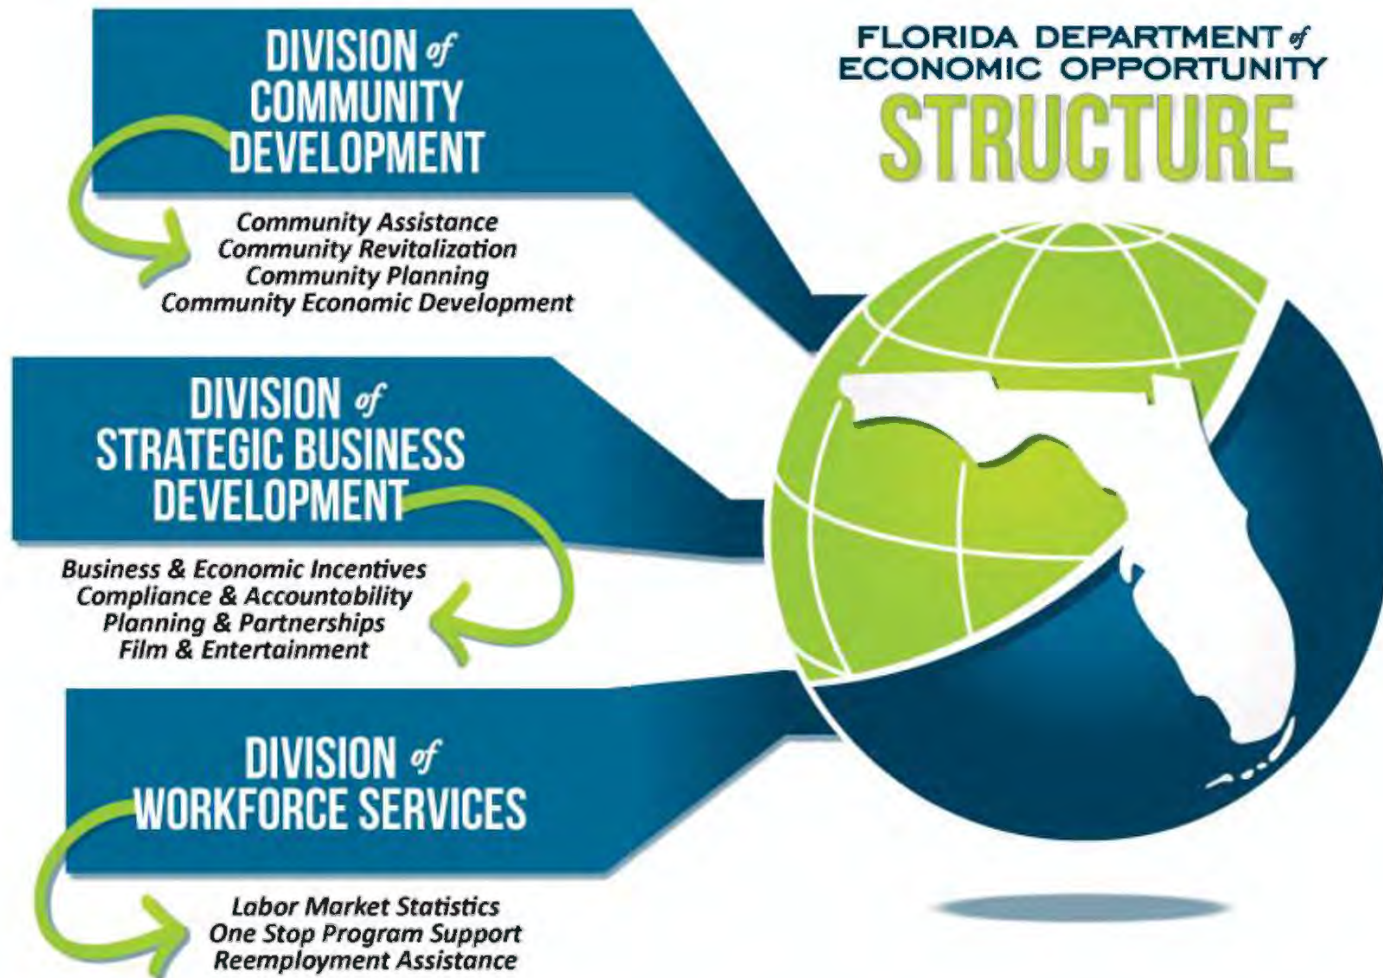 FLORIDA DEPARTMENT of
ECONOMIC OPPORTUNITY
STRUCTURE
DIVISION of
COMMUNITY
DEVELOPMENT
Community Assistance
Community Revitalization
Community Planning
Community Economic Development
DIVISION of
STRATEGIC BUSINESS
DEVELOPMENT
Business & Economic Incentives
Compliance & Accountability
Planning & Partnerships
Film & Entertainment
DIVISION of
WORKFORCE SERVICES
Labor Market Statistics
One Stop Program Support
Reemployment Assistance